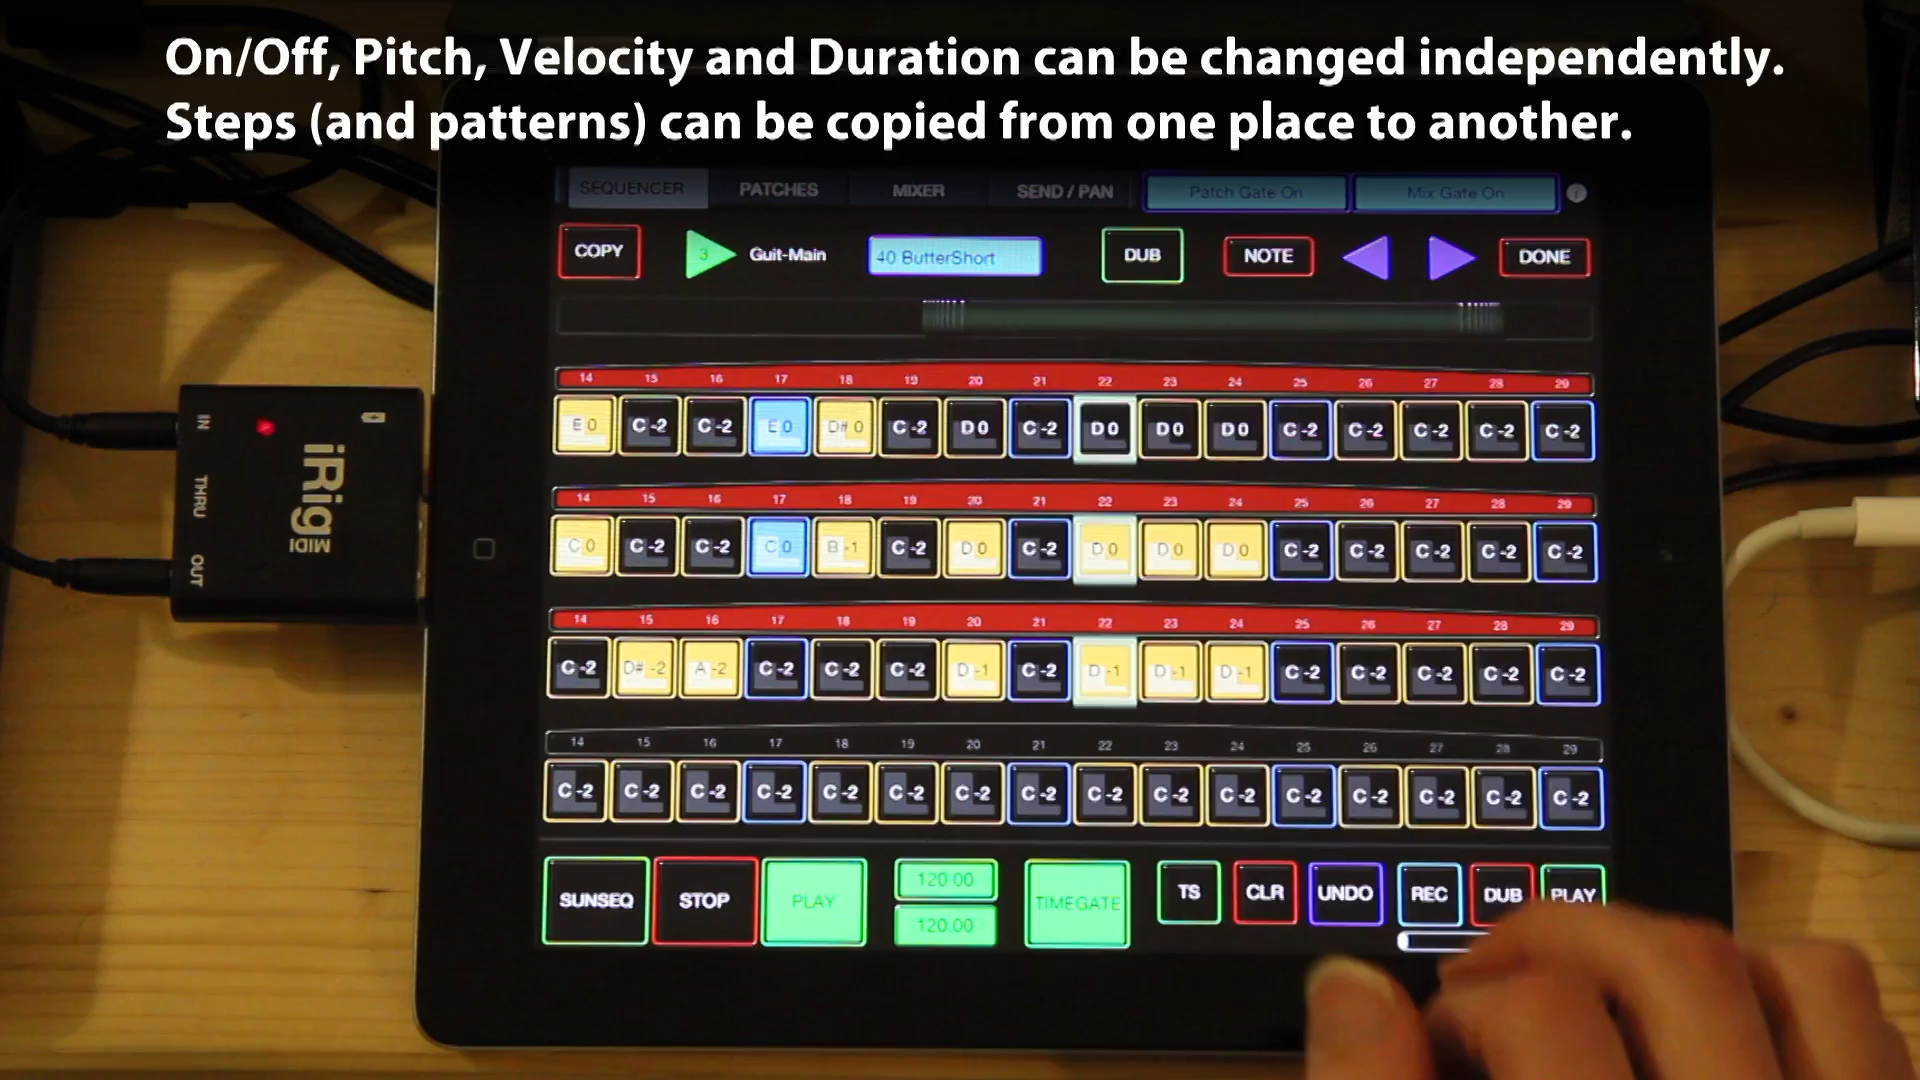 On/Off, Pitch, Velocity and Duration can be changed independently.
Steps (and patterns) can be copied from one place to another.
SEQUENCER PATCHES MIXER SEND / PAN Patch Gate On Mix Gate On i
COPY 3 Guit-Main 40 ButterShort DUB NOTE DONE
14 15 16 17 18 19 20 21 22 23 24 25 26 27 28 29
E 0 C -2 C -2 E 0 D# 0 C -2 D 0 C -2 D 0 D 0 D 0 C -2 C -2 C -2 C -2 C -2
14 15 16 17 18 19 20 21 22 23 24 25 26 27 28 29
C 0 C -2 C -2 C 0 B -1 C -2 D 0 C -2 D 0 D 0 D 0 C -2 C -2 C -2 C -2 C -2
14 15 16 17 18 19 20 21 22 23 24 25 26 27 28 29
C -2 D# -2 A -2 C -2 C -2 C -2 D -1 C -2 D -1 D -1 D -1 C -2 C -2 C -2 C -2 C -2
14 15 16 17 18 19 20 21 22 23 24 25 26 27 28 29
C -2 C -2 C -2 C -2 C -2 C -2 C -2 C -2 C -2 C -2 C -2 C -2 C -2 C -2 C -2 C -2
SUNSEQ STOP PLAY 120.00 TIMEGATE TS CLR UNDO REC DUB PLAY
120.00
IN THRU OUT
iRig
MIDI